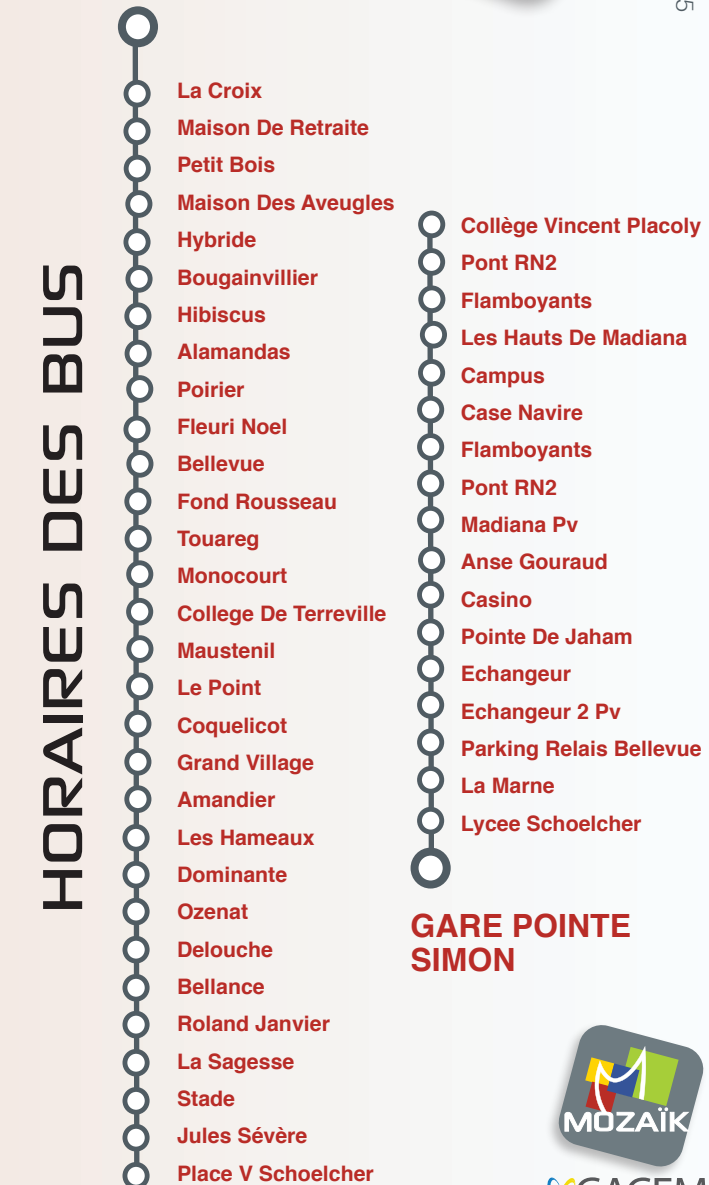 HORAIRES DES BUS
La Croix
Maison De Retraite
Petit Bois
Maison Des Aveugles
Hybride
Bougainvillier
Hibiscus
Alamandas
Poirier
Fleuri Noel
Bellevue
Fond Rousseau
Touareg
Monocourt
College De Terreville
Maustenil
Le Point
Coquelicot
Grand Village
Amandier
Les Hameaux
Dominante
Ozenat
Delouche
Bellance
Roland Janvier
La Sagesse
Stade
Jules Sévère
Place V Schoelcher
Collège Vincent Placoly
Pont RN2
Flamboyants
Les Hauts De Madiana
Campus
Case Navire
Flamboyants
Pont RN2
Madiana Pv
Anse Gouraud
Casino
Pointe De Jaham
Echangeur
Echangeur 2 Pv
Parking Relais Bellevue
La Marne
Lycee Schoelcher
GARE POINTE
SIMON
5
MOZAÏK
CACEM